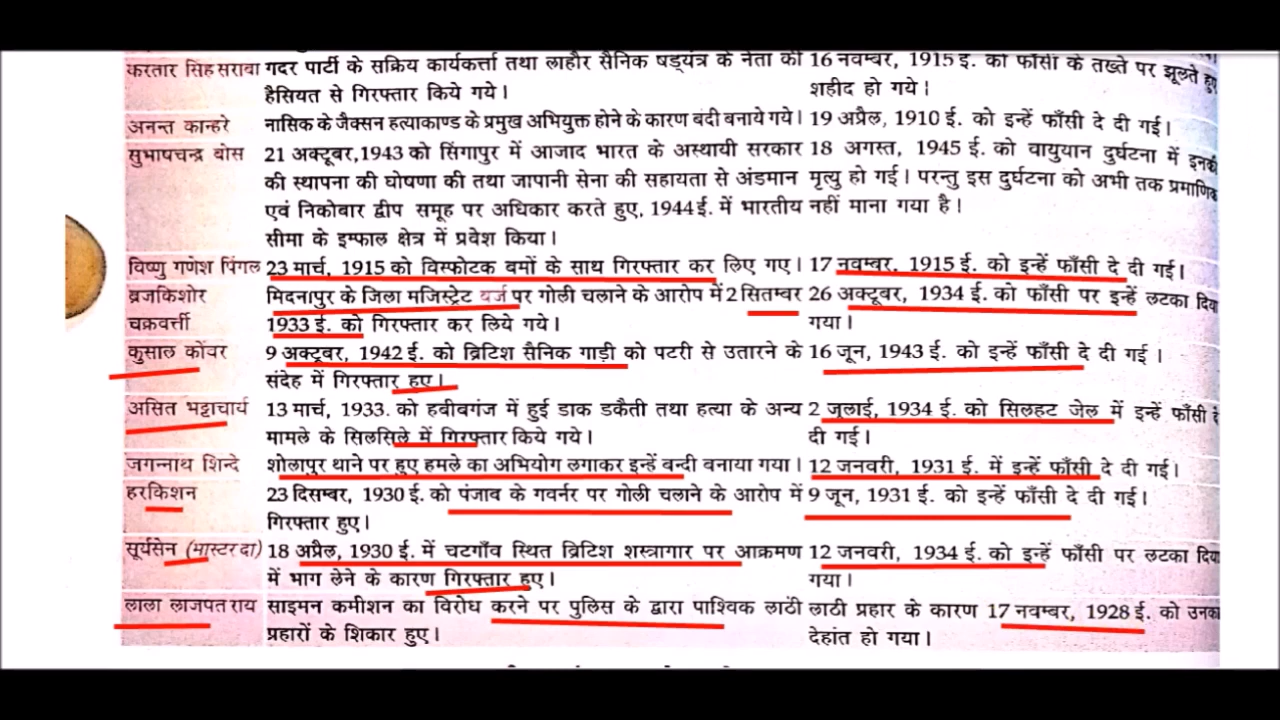 करतार सिंह सराबा गदर पार्टी के सक्रिय कार्यकर्त्ता तथा लाहौर सैनिक षड्यंत्र के नेता की 16 नवम्बर, 1915 ई. को फाँसी के तख्ते पर झूलते हुए
हैसियत से गिरफ्तार किये गये। शहीद हो गये।
अनन्त कान्हरे नासिक के जैक्सन हत्याकाण्ड के प्रमुख अभियुक्त होने के कारण बंदी बनाये गये। 19 अप्रैल, 1910 ई. को इन्हें फाँसी दे दी गई।
सुभाषचन्द्र बोस 21 अक्टूबर,1943 को सिंगापुर में आजाद भारत के अस्थायी सरकार 18 अगस्त, 1945 ई. को वायुयान दुर्घटना में इनकी
की स्थापना की घोषणा की तथा जापानी सेना की सहायता से अंडमान मृत्यु हो गई। परन्तु इस दुर्घटना को अभी तक प्रमाणिक
एवं निकोबार द्वीप समूह पर अधिकार करते हुए, 1944 ई. में भारतीय नहीं माना गया है।
सीमा के इम्फाल क्षेत्र में प्रवेश किया।
विष्णु गणेश पिंगल 23 मार्च, 1915 को विस्फोटक बमों के साथ गिरफ्तार कर लिए गए। 17 नवम्बर, 1915 ई. को इन्हें फाँसी दे दी गई।
ब्रजकिशोर मिदनापुर के जिला मजिस्ट्रेट बर्ज पर गोली चलाने के आरोप में 2 सितम्बर 26 अक्टूबर, 1934 ई. को फाँसी पर इन्हें लटका दिया
चक्रवर्त्ती 1933 ई. को गिरफ्तार कर लिये गये। गया।
कुसाल कोंवर 9 अक्टूबर, 1942 ई. को ब्रिटिश सैनिक गाड़ी को पटरी से उतारने के 16 जून, 1943 ई. को इन्हें फाँसी दे दी गई।
संदेह में गिरफ्तार हुए।
असित भट्टाचार्य 13 मार्च, 1933. को हबीबगंज में हुई डाक डकैती तथा हत्या के अन्य 2 जूलाई, 1934 ई. को सिलहट जेल में इन्हें फाँसी दे
मामले के सिलसिले में गिरफ्तार किये गये। दी गई।
जगन्नाथ शिन्दे शोलापुर थाने पर हुए हमले का अभियोग लगाकर इन्हें बन्दी बनाया गया। 12 जनवरी, 1931 ई. में इन्हें फाँसी दे दी गई।
हरकिशन 23 दिसम्बर, 1930 ई. को पंजाब के गवर्नर पर गोली चलाने के आरोप में 9 जून, 1931 ई. को इन्हें फाँसी दे दी गई।
गिरफ्तार हुए।
सूर्यसेन (मास्टर दा) 18 अप्रैल, 1930 ई. में चटगाँव स्थित ब्रिटिश शस्त्रागार पर आक्रमण 12 जनवरी, 1934 ई. को इन्हें फाँसी पर लटका दिया
में भाग लेने के कारण गिरफ्तार हुए। गया।
लाला लाजपत राय साइमन कमीशन का विरोध करने पर पुलिस के द्वारा पाश्विक लाठी लाठी प्रहार के कारण 17 नवम्बर, 1928 ई. को उनका
प्रहारों के शिकार हुए। देहांत हो गया।